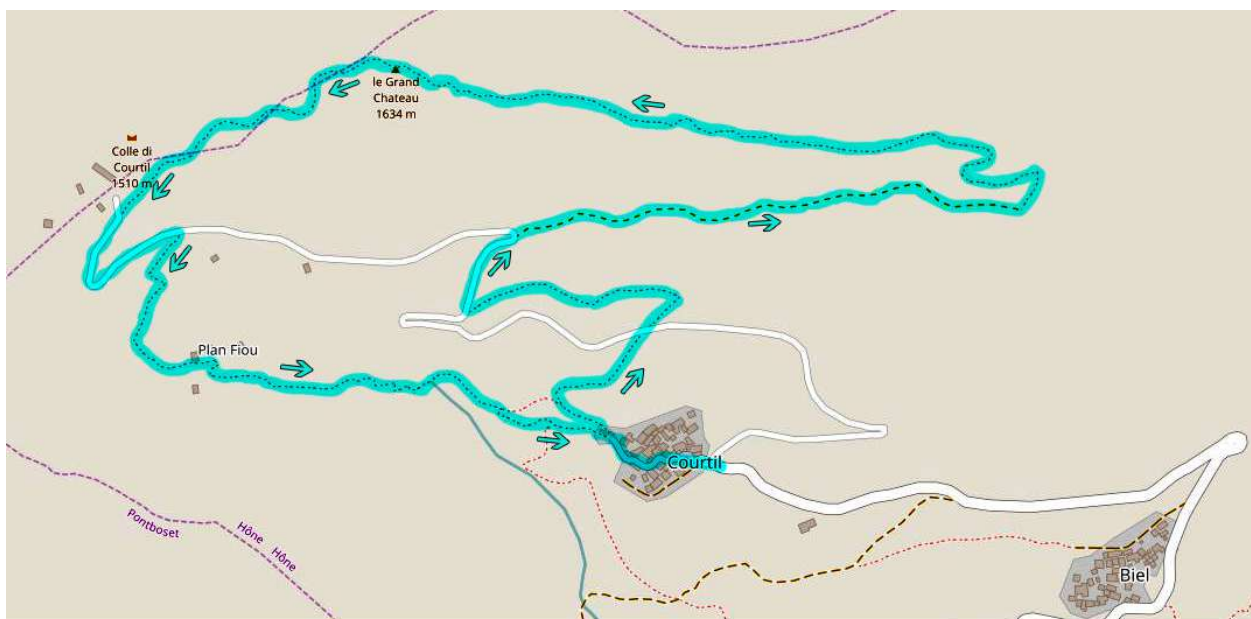 le Grand
Chateau
1634 m
Colle di
Courtil
1510 m
Plan Fiou
Courtil
Pontboset
Hône
Hône
Biel